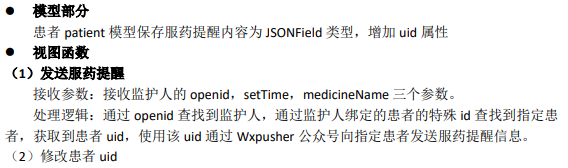 ● 模型部分
患者 patient 模型保存服药提醒内容为 JSONField 类型，增加 uid 属性
● 视图函数
（1）发送服药提醒
接收参数：接收监护人的 openid，setTime，medicineName 三个参数。
处理逻辑：通过 openid 查找到监护人，通过监护人绑定的患者的特殊 id 查找到指定患
者，获取到患者 uid，使用该 uid 通过 Wxpusher 公众号向指定患者发送服药提醒信息。
（2）修改患者 uid